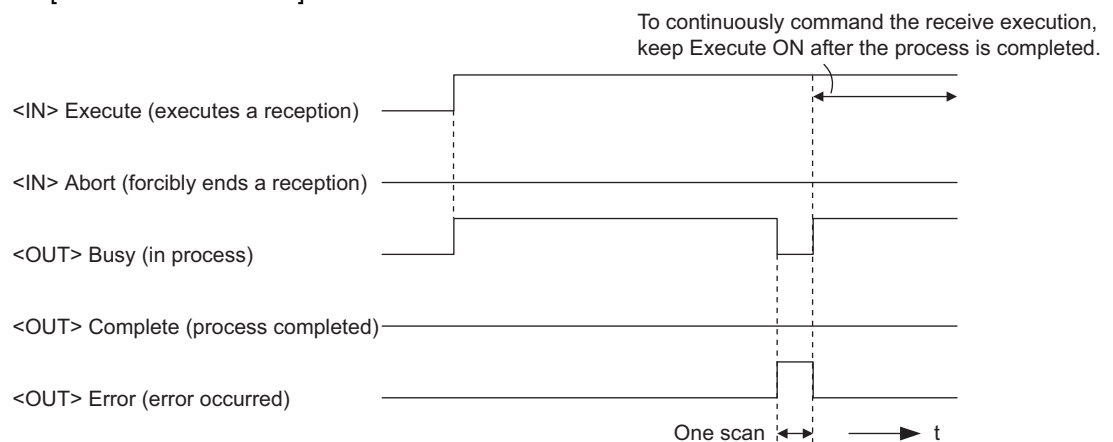 To continuously command the receive execution,
keep Execute ON after the process is completed.
<IN> Execute (executes a reception)
<IN> Abort (forcibly ends a reception)
<OUT> Busy (in process)
<OUT> Complete (process completed)
<OUT> Error (error occurred)
One scan
t